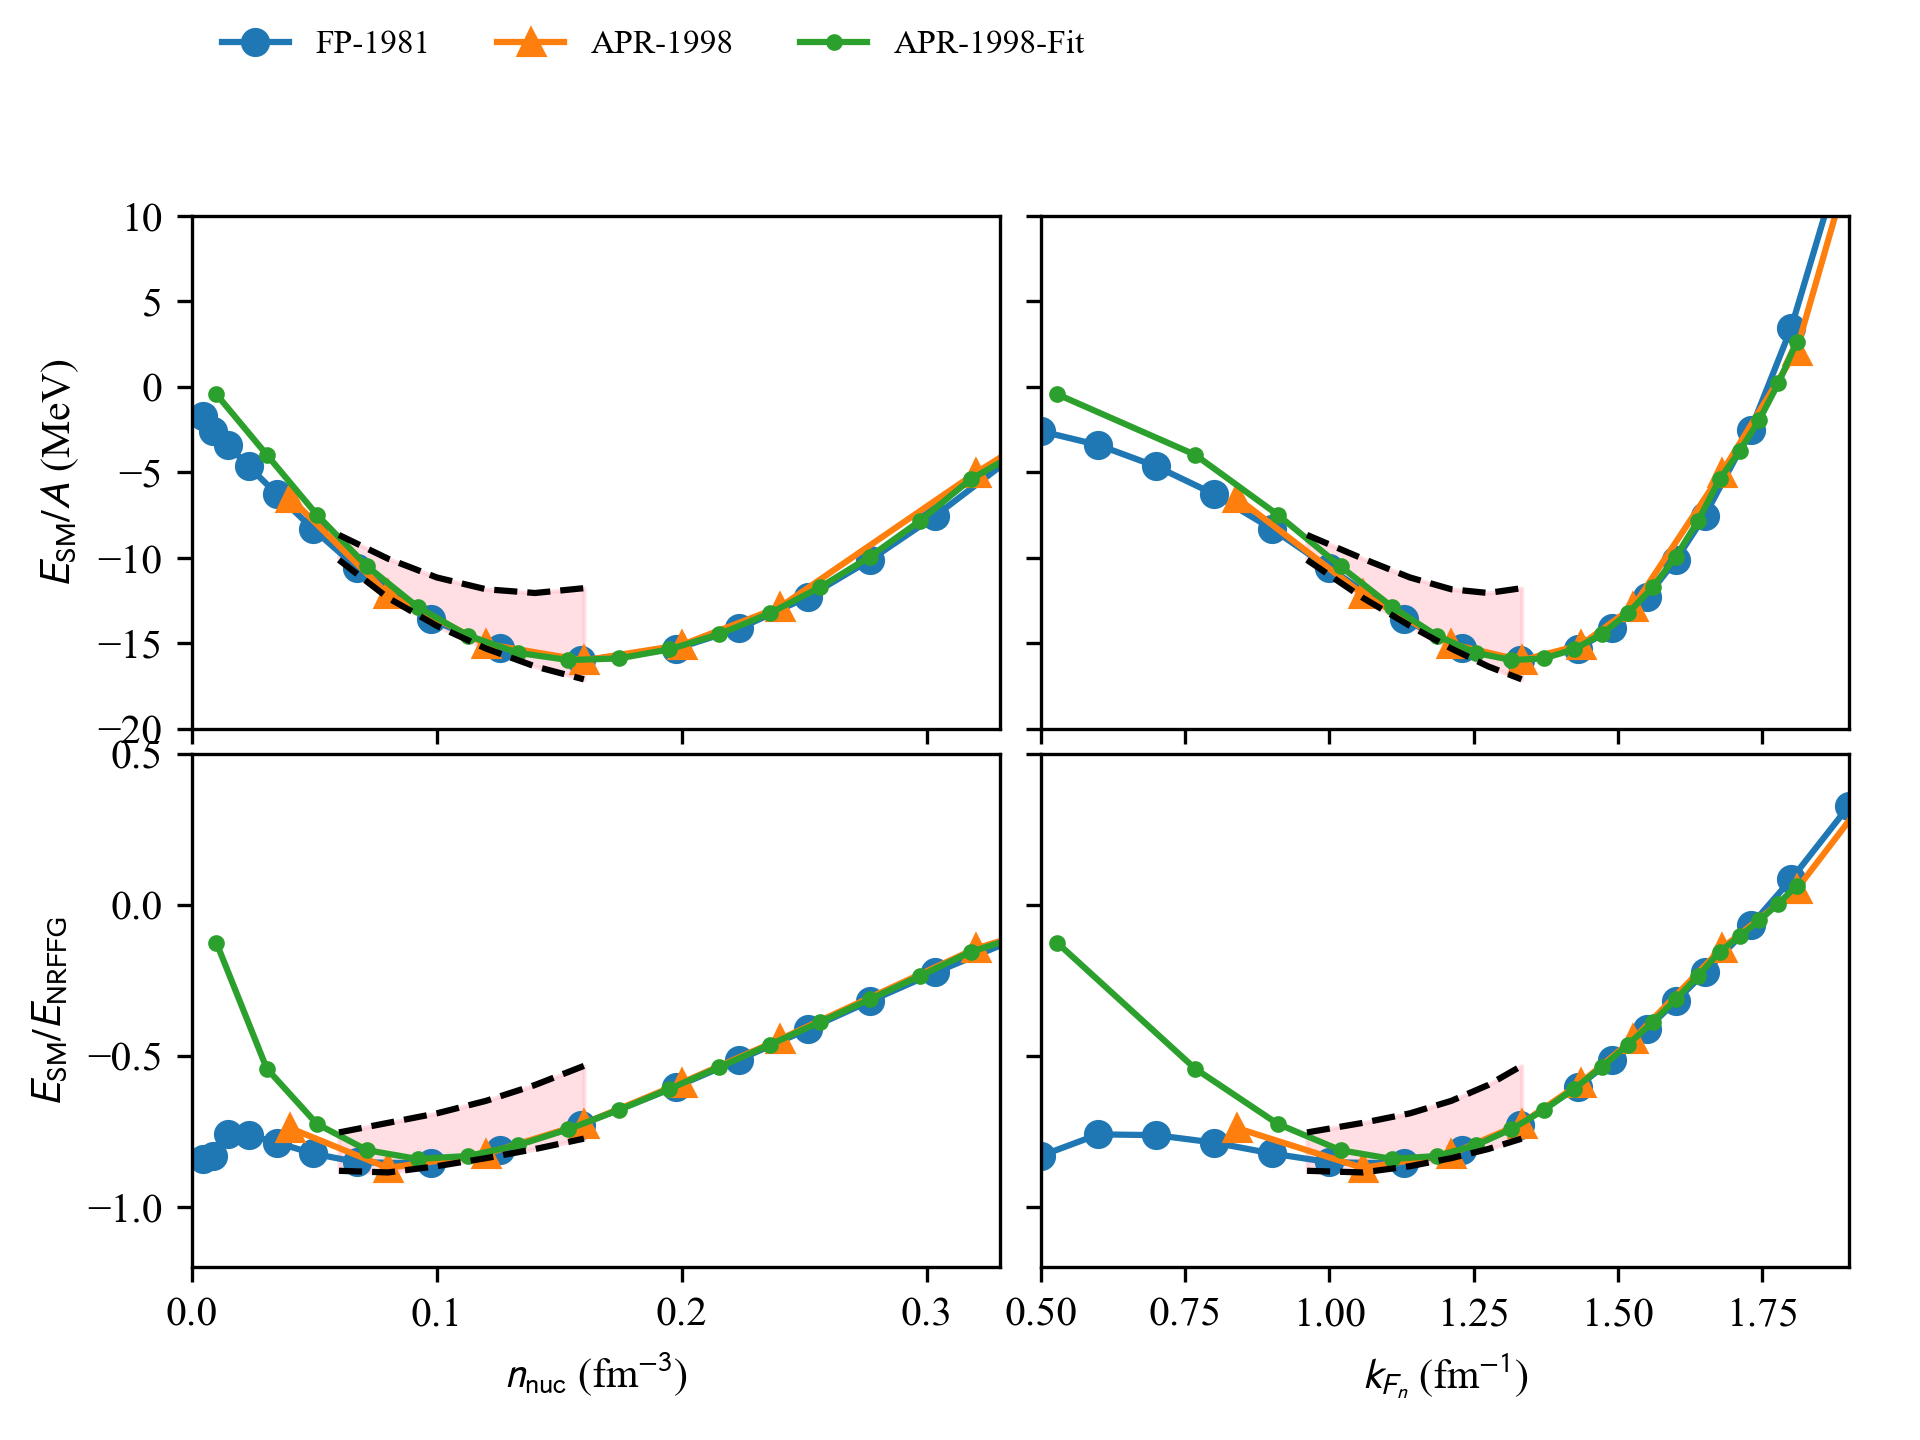 FP-1981 APR-1998 APR-1998-Fit
10
5
0
−5
−10
−15
−20
E_SM/A (MeV)
0.5
0.0
−0.5
−1.0
E_SM/E_NRFFG
0.0 0.1 0.2 0.3
0.50 0.75 1.00 1.25 1.50 1.75
n_nuc (fm⁻³)
k_{F_n} (fm⁻¹)